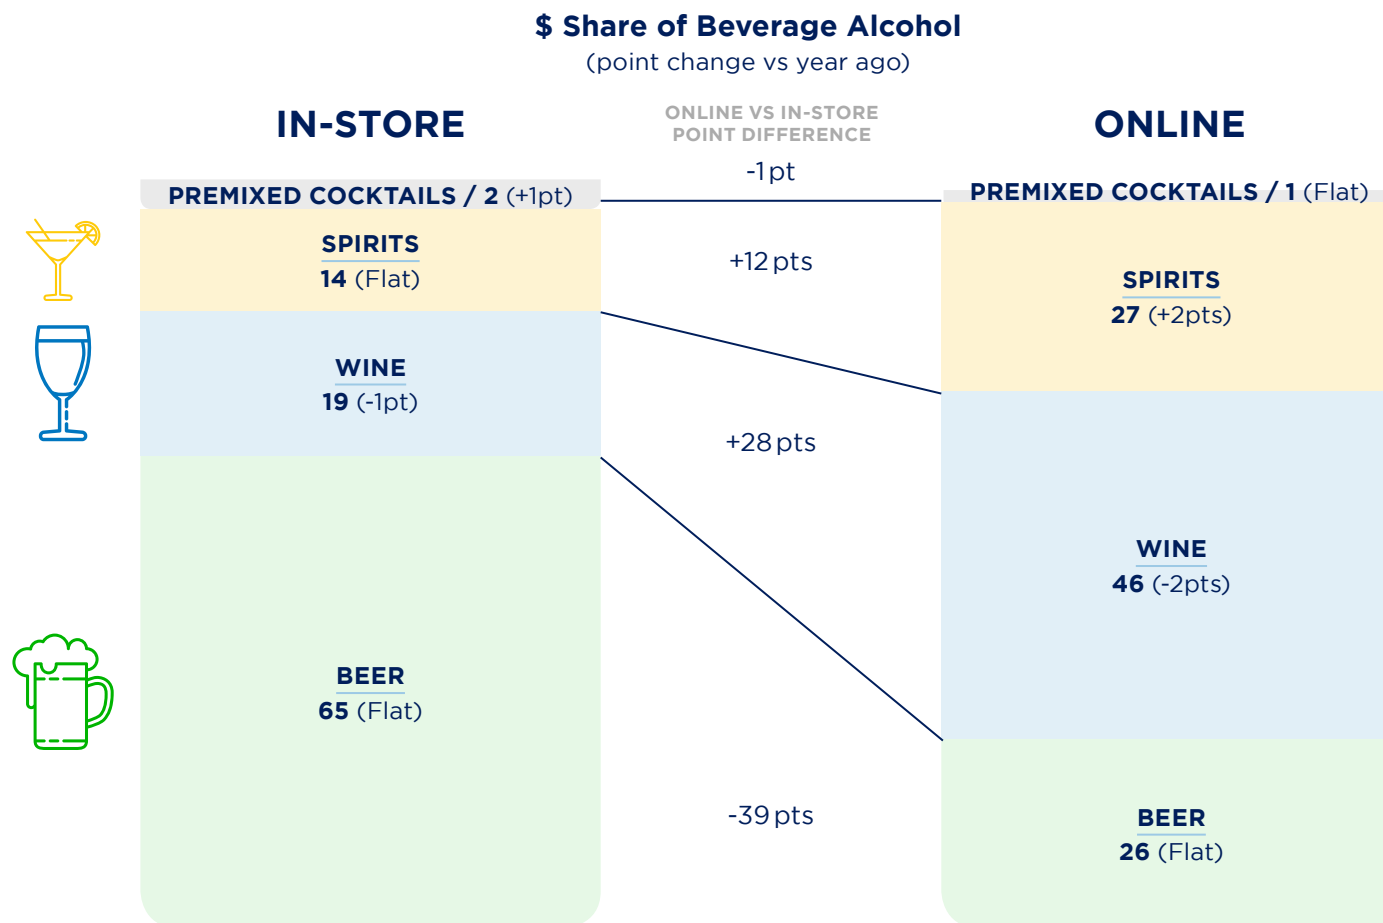 $ Share of Beverage Alcohol
(point change vs year ago)
IN-STORE
ONLINE VS IN-STORE
POINT DIFFERENCE
ONLINE
PREMIXED COCKTAILS / 2 (+1pt)
-1 pt
PREMIXED COCKTAILS / 1 (Flat)
SPIRITS
14 (Flat)
+12 pts
SPIRITS
27 (+2pts)
WINE
19 (-1pt)
+28 pts
WINE
46 (-2pts)
BEER
65 (Flat)
-39 pts
BEER
26 (Flat)